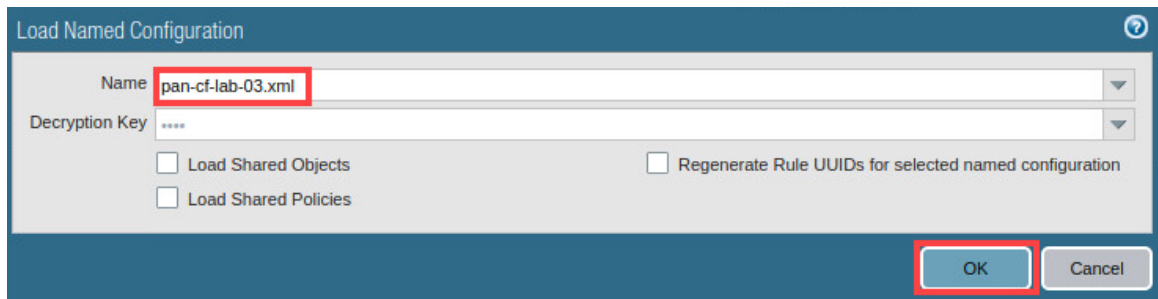 Load Named Configuration
Name pan-cf-lab-03.xml
Decryption Key ****
Load Shared Objects Regenerate Rule UUIDs for selected named configuration
Load Shared Policies
OK Cancel